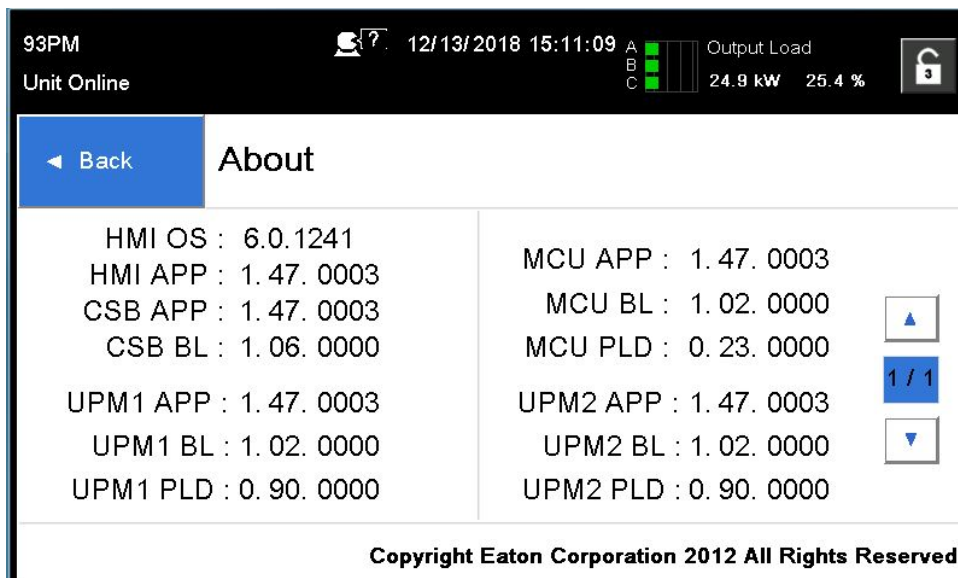 93PM
? 12/13/2018 15:11:09
A
B
C
Output Load
3
Unit Online
24.9 kW 25.4 %
◄ Back
About
HMI OS : 6.0.1241
HMI APP : 1. 47. 0003
CSB APP : 1. 47. 0003
CSB BL : 1. 06. 0000
UPM1 APP : 1. 47. 0003
UPM1 BL : 1. 02. 0000
UPM1 PLD : 0. 90. 0000
MCU APP : 1. 47. 0003
MCU BL : 1. 02. 0000
MCU PLD : 0. 23. 0000
UPM2 APP : 1. 47. 0003
UPM2 BL : 1. 02. 0000
UPM2 PLD : 0. 90. 0000
▲
1 / 1
▼
Copyright Eaton Corporation 2012 All Rights Reserved